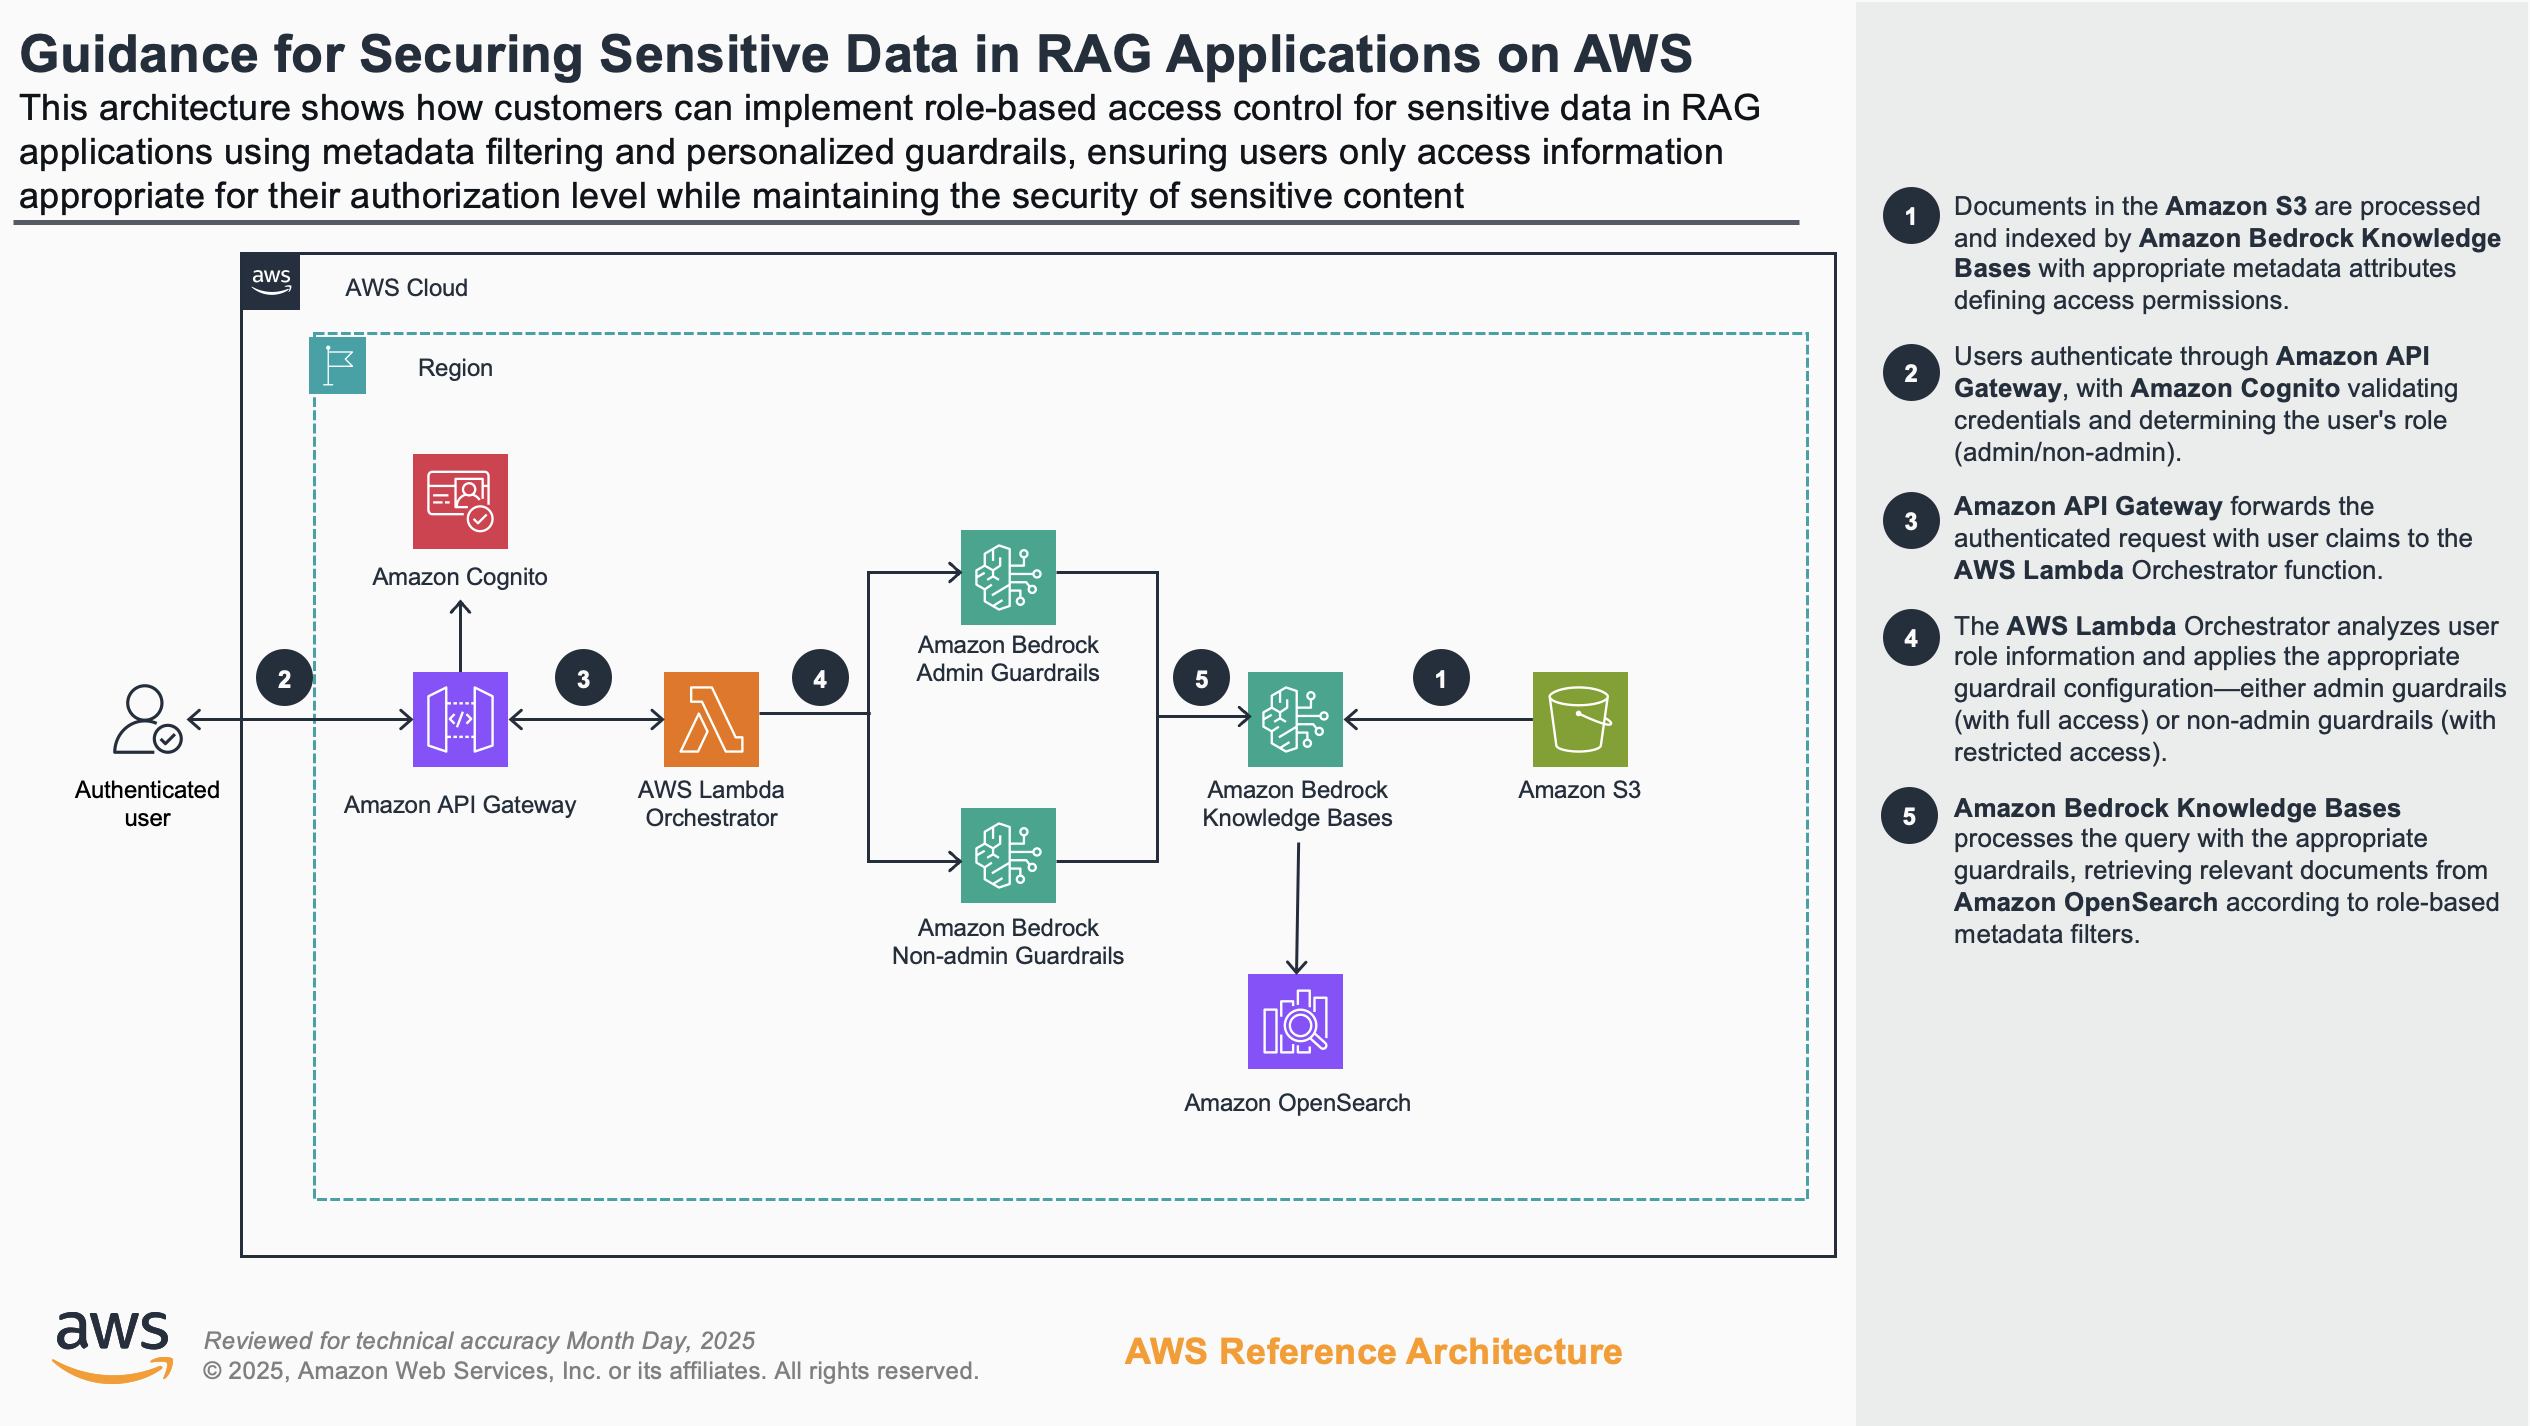 Guidance for Securing Sensitive Data in RAG Applications on AWS
This architecture shows how customers can implement role-based access control for sensitive data in RAG
applications using metadata filtering and personalized guardrails, ensuring users only access information
appropriate for their authorization level while maintaining the security of sensitive content
aws
AWS Cloud
Region
Amazon Cognito
2
3
4
5
1
Authenticated
user
Amazon API Gateway
AWS Lambda
Orchestrator
Amazon Bedrock
Admin Guardrails
Amazon Bedrock
Non-admin Guardrails
Amazon Bedrock
Knowledge Bases
Amazon S3
Amazon OpenSearch
1
Documents in the Amazon S3 are processed
and indexed by Amazon Bedrock Knowledge
Bases with appropriate metadata attributes
defining access permissions.
2
Users authenticate through Amazon API
Gateway, with Amazon Cognito validating
credentials and determining the user's role
(admin/non-admin).
3
Amazon API Gateway forwards the
authenticated request with user claims to the
AWS Lambda Orchestrator function.
4
The AWS Lambda Orchestrator analyzes user
role information and applies the appropriate
guardrail configuration—either admin guardrails
(with full access) or non-admin guardrails (with
restricted access).
5
Amazon Bedrock Knowledge Bases
processes the query with the appropriate
guardrails, retrieving relevant documents from
Amazon OpenSearch according to role-based
metadata filters.
aws
Reviewed for technical accuracy Month Day, 2025
© 2025, Amazon Web Services, Inc. or its affiliates. All rights reserved.
AWS Reference Architecture